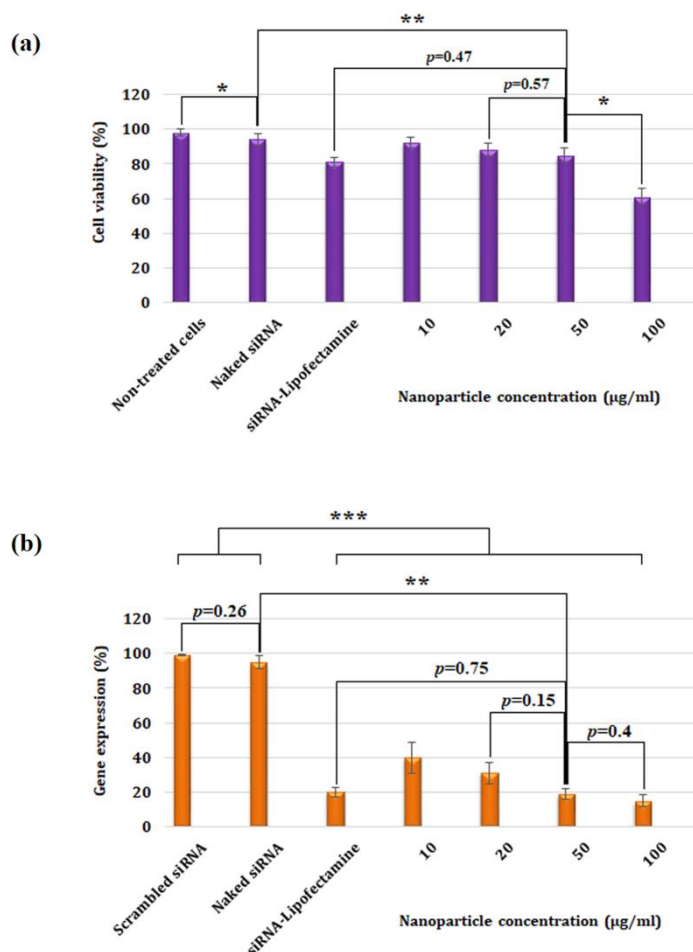 (a)
**
p=0.47
*
p=0.57
*
120
100
80
60
40
20
0
Cell viability (%)
Non-treated cells
Naked siRNA
siRNA-Lipofectamine
10
20
50
100
Nanoparticle concentration (µg/ml)
(b)
***
**
p=0.26
p=0.75
p=0.15
p=0.4
120
100
80
60
40
20
0
Gene expression (%)
Scrambled siRNA
Naked siRNA
siRNA-Lipofectamine
10
20
50
100
Nanoparticle concentration (µg/ml)